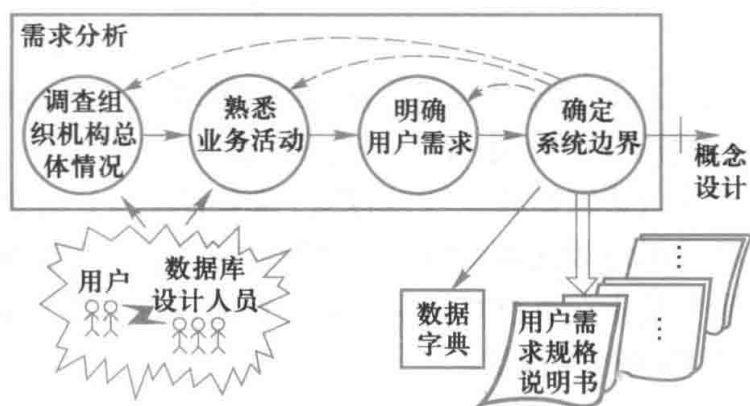 需求分析
调查组
织机构总
体情况
熟悉
业务活动
明确
用户需求
确定
系统边界
概念
设计
用户
数据库
设计人员
数据
字典
用户需
求规格
说明书
⋮
⋮